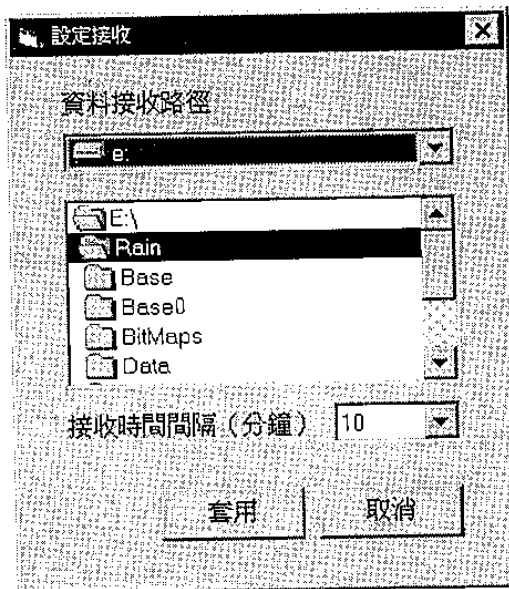 設定接收
資料接收路徑
e:
E:\
Rain
Base
Base0
BitMaps
Data
接收時間間隔（分鐘） 10
套用 取消